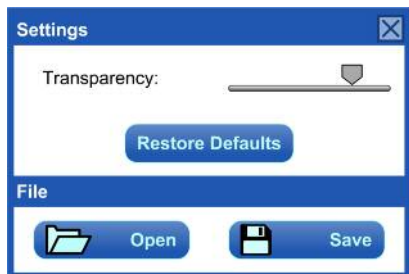 Settings
Transparency:
Restore Defaults
File
Open Save